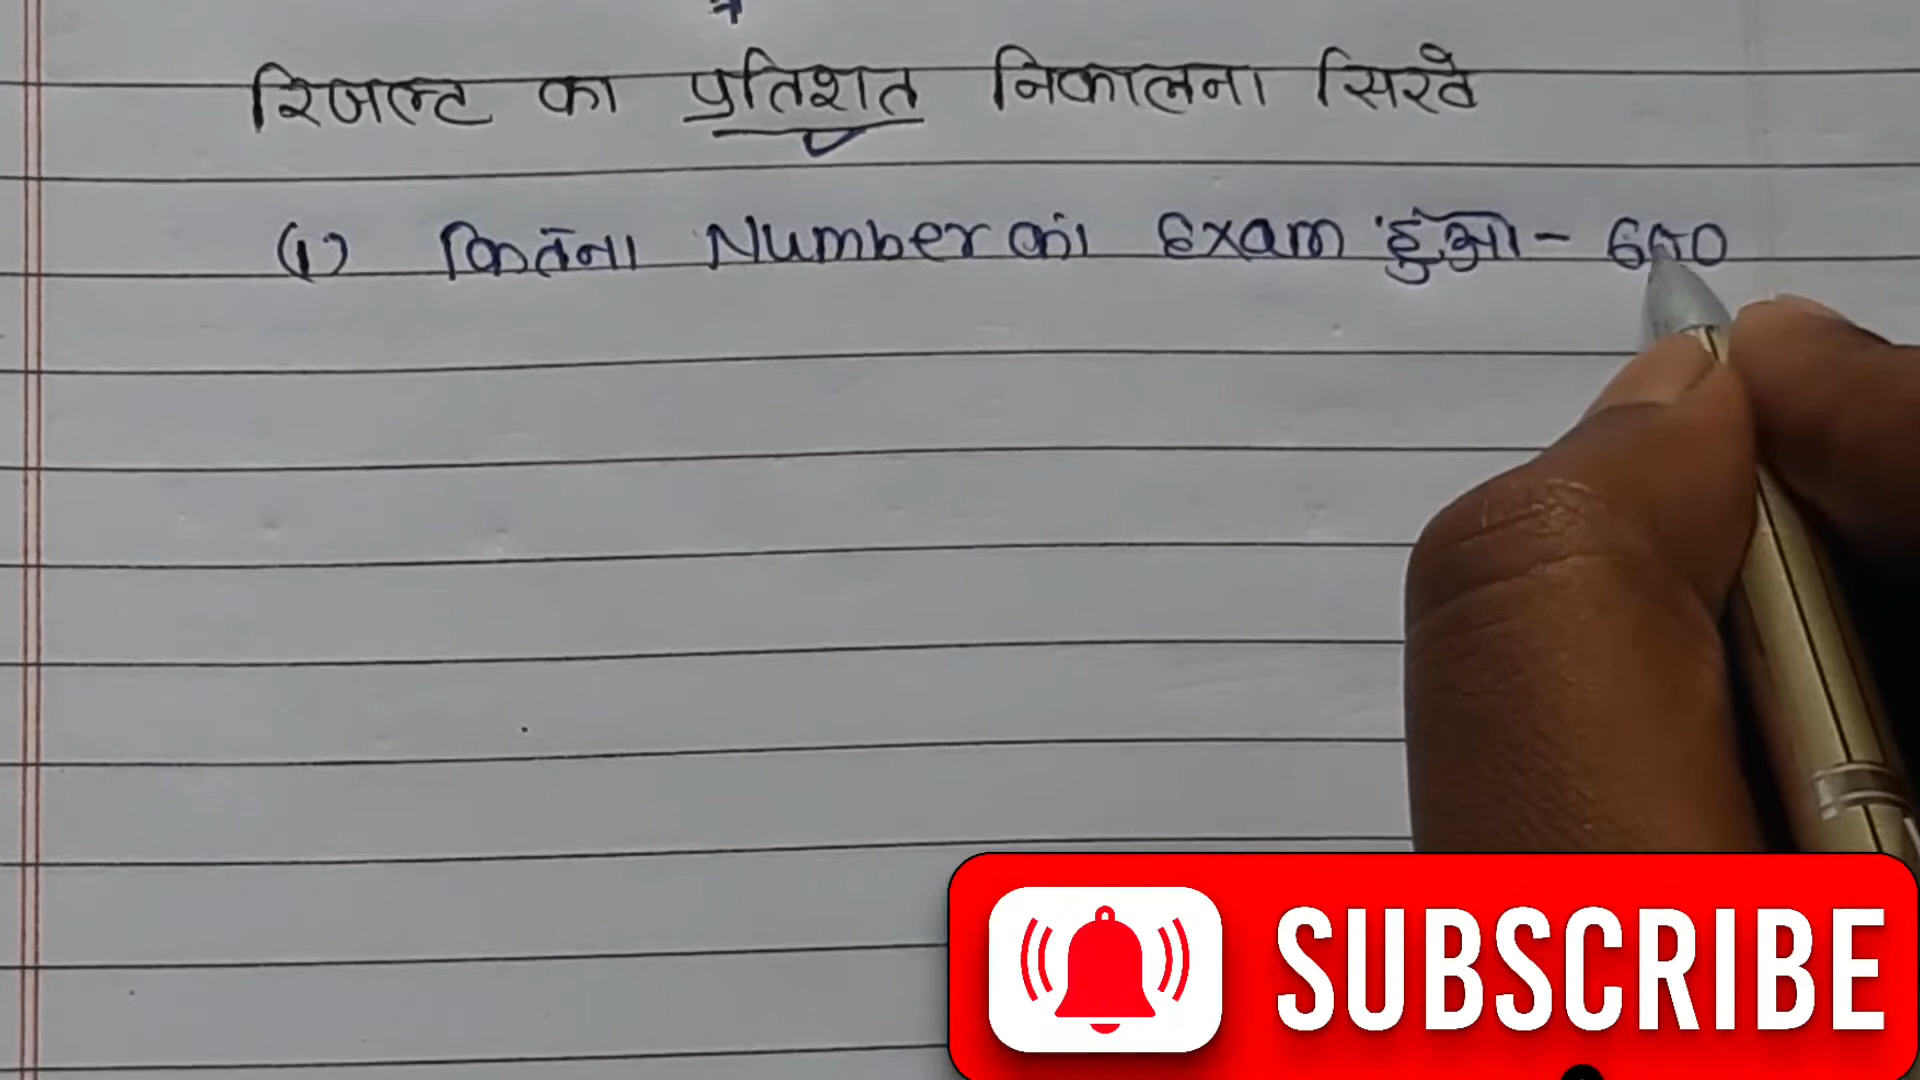 रिजल्ट का प्रतिशत निकालना सिखे
(1) कितना Number का Exam हुआ - 600
SUBSCRIBE